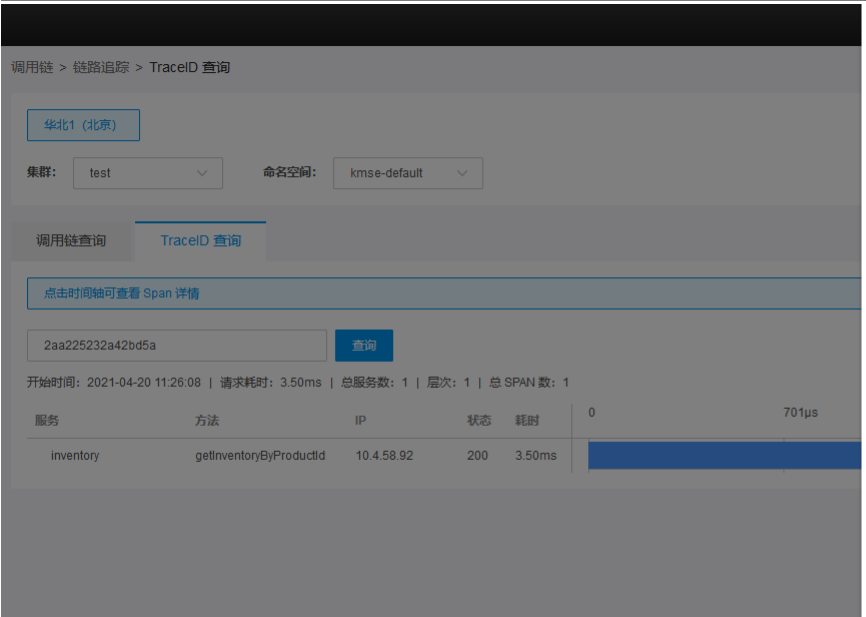 调用链 > 链路追踪 > TraceID 查询
华北1（北京）
集群： test 命名空间： kmse-default
调用链查询 TraceID 查询
点击时间轴可查看 Span 详情
2aa225232a42bd5a 查询
开始时间：2021-04-20 11:26:08 | 请求耗时：3.50ms | 总服务数：1 | 层次：1 | 总 SPAN 数：1
服务 方法 IP 状态 耗时 0 701μs
inventory getInventoryByProductId 10.4.58.92 200 3.50ms